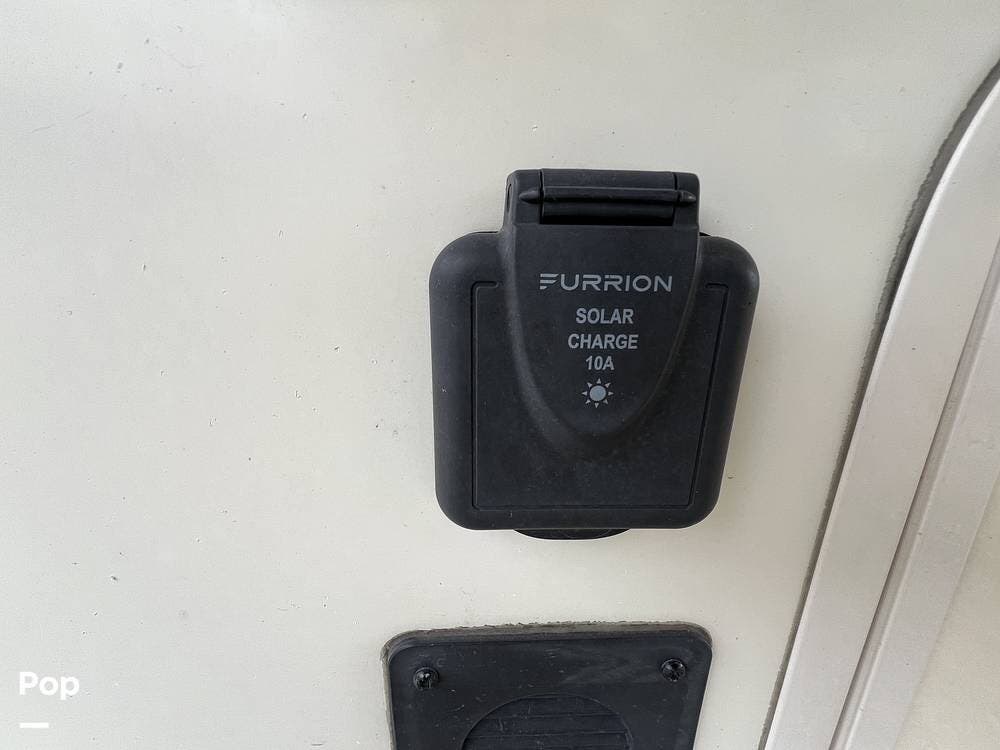 FURRION
SOLAR
CHARGE
10A
Pop